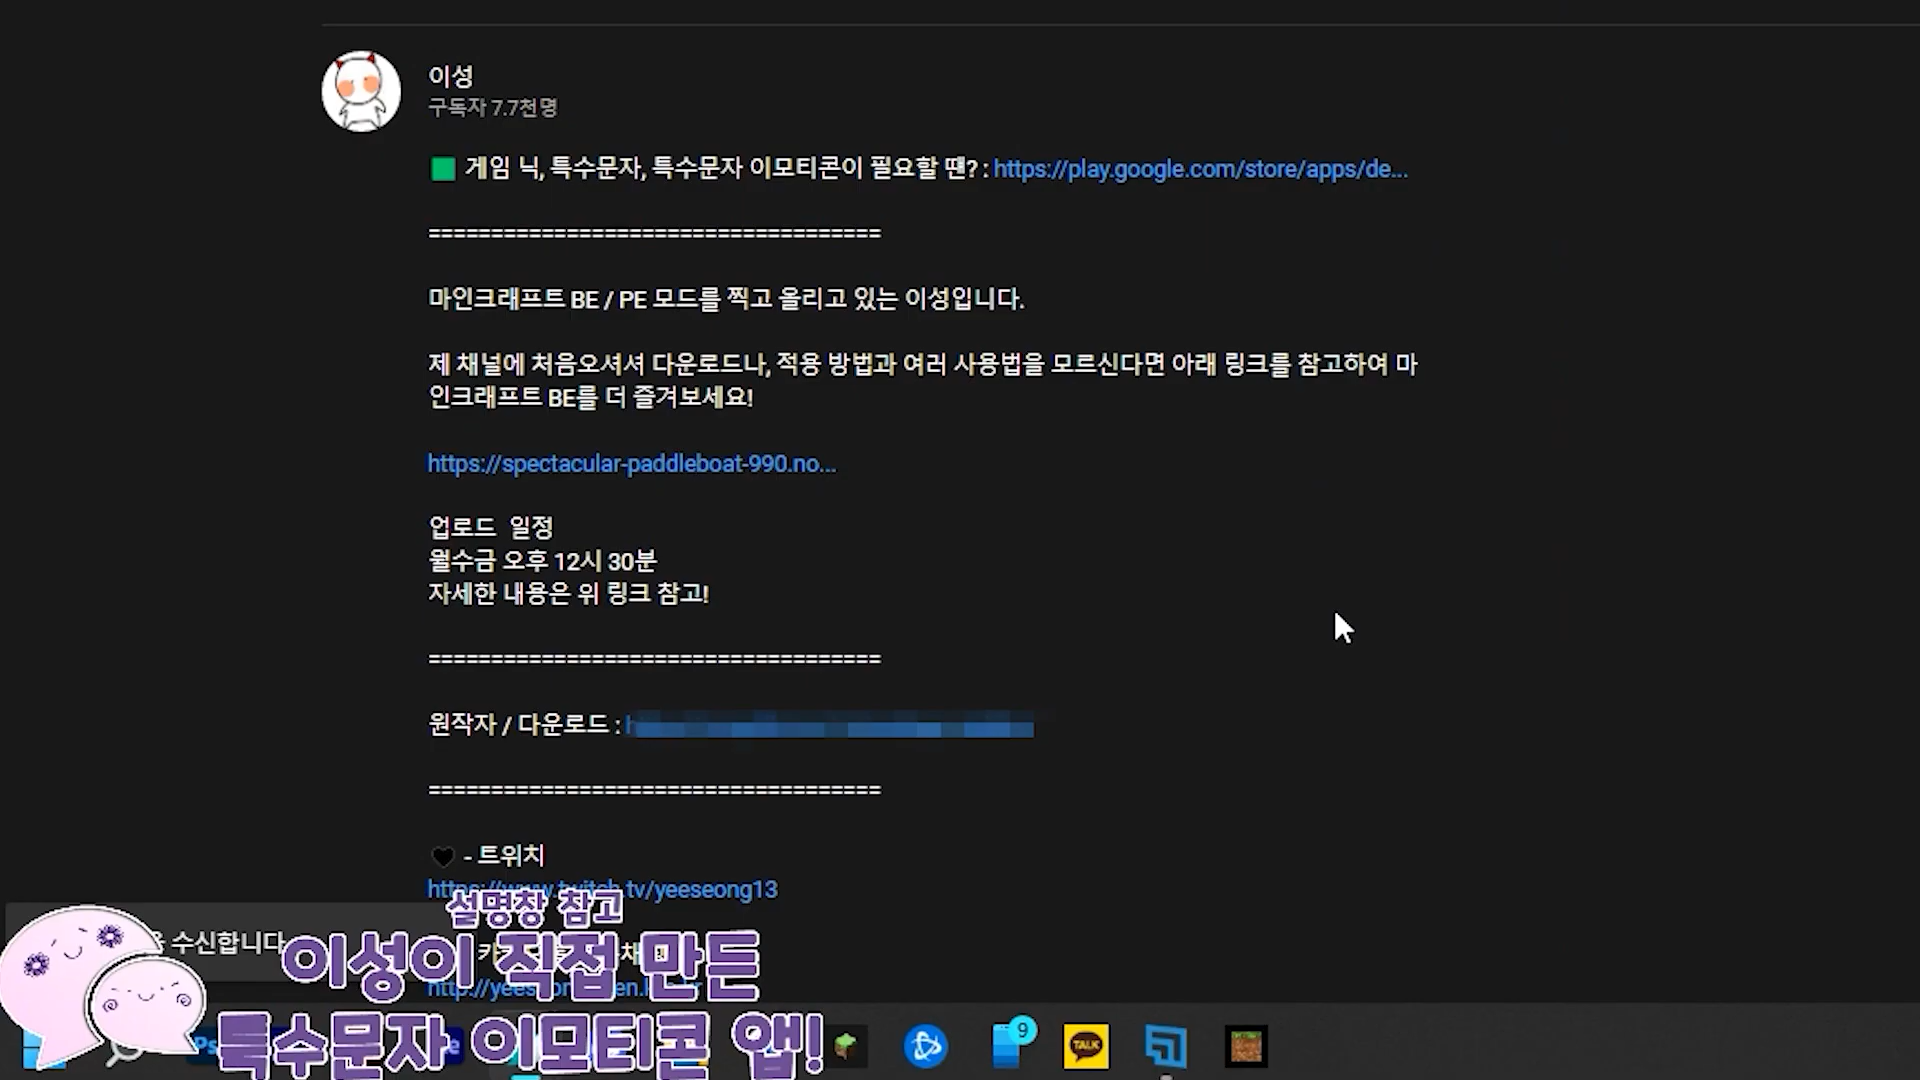 이성
구독자 7.7천명
게임 닉, 특수문자, 특수문자 이모티콘이 필요할 땐? : https://play.google.com/store/apps/de...
===================================
마인크래프트 BE / PE 모드를 찍고 올리고 있는 이성입니다.
제 채널에 처음오셔서 다운로드나, 적용 방법과 여러 사용법을 모르신다면 아래 링크를 참고하여 마
인크래프트 BE를 더 즐겨보세요!
https://spectacular-paddleboat-990.no...
업로드  일정
월수금 오후 12시 30분
자세한 내용은 위 링크 참고!
===================================
원작자 / 다운로드 :
===================================
- 트위치
https://www.twitch.tv/yeeseong13
설명창 참고
수신합니다
이성이 직접 만든
특수문자 이모티콘 앱!
9
TALK